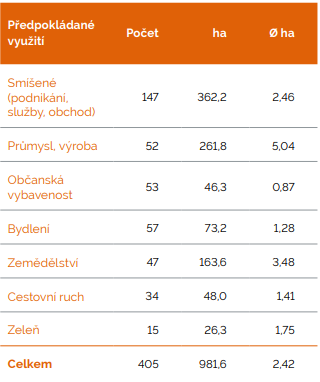 Předpokládané
využití Počet ha Ø ha
Smíšené
(podnikání,
služby, obchod) 147 362,2 2,46
Průmysl, výroba 52 261,8 5,04
Občanská
vybavenost 53 46,3 0,87
Bydlení 57 73,2 1,28
Zemědělství 47 163,6 3,48
Cestovní ruch 34 48,0 1,41
Zeleň 15 26,3 1,75
Celkem 405 981,6 2,42